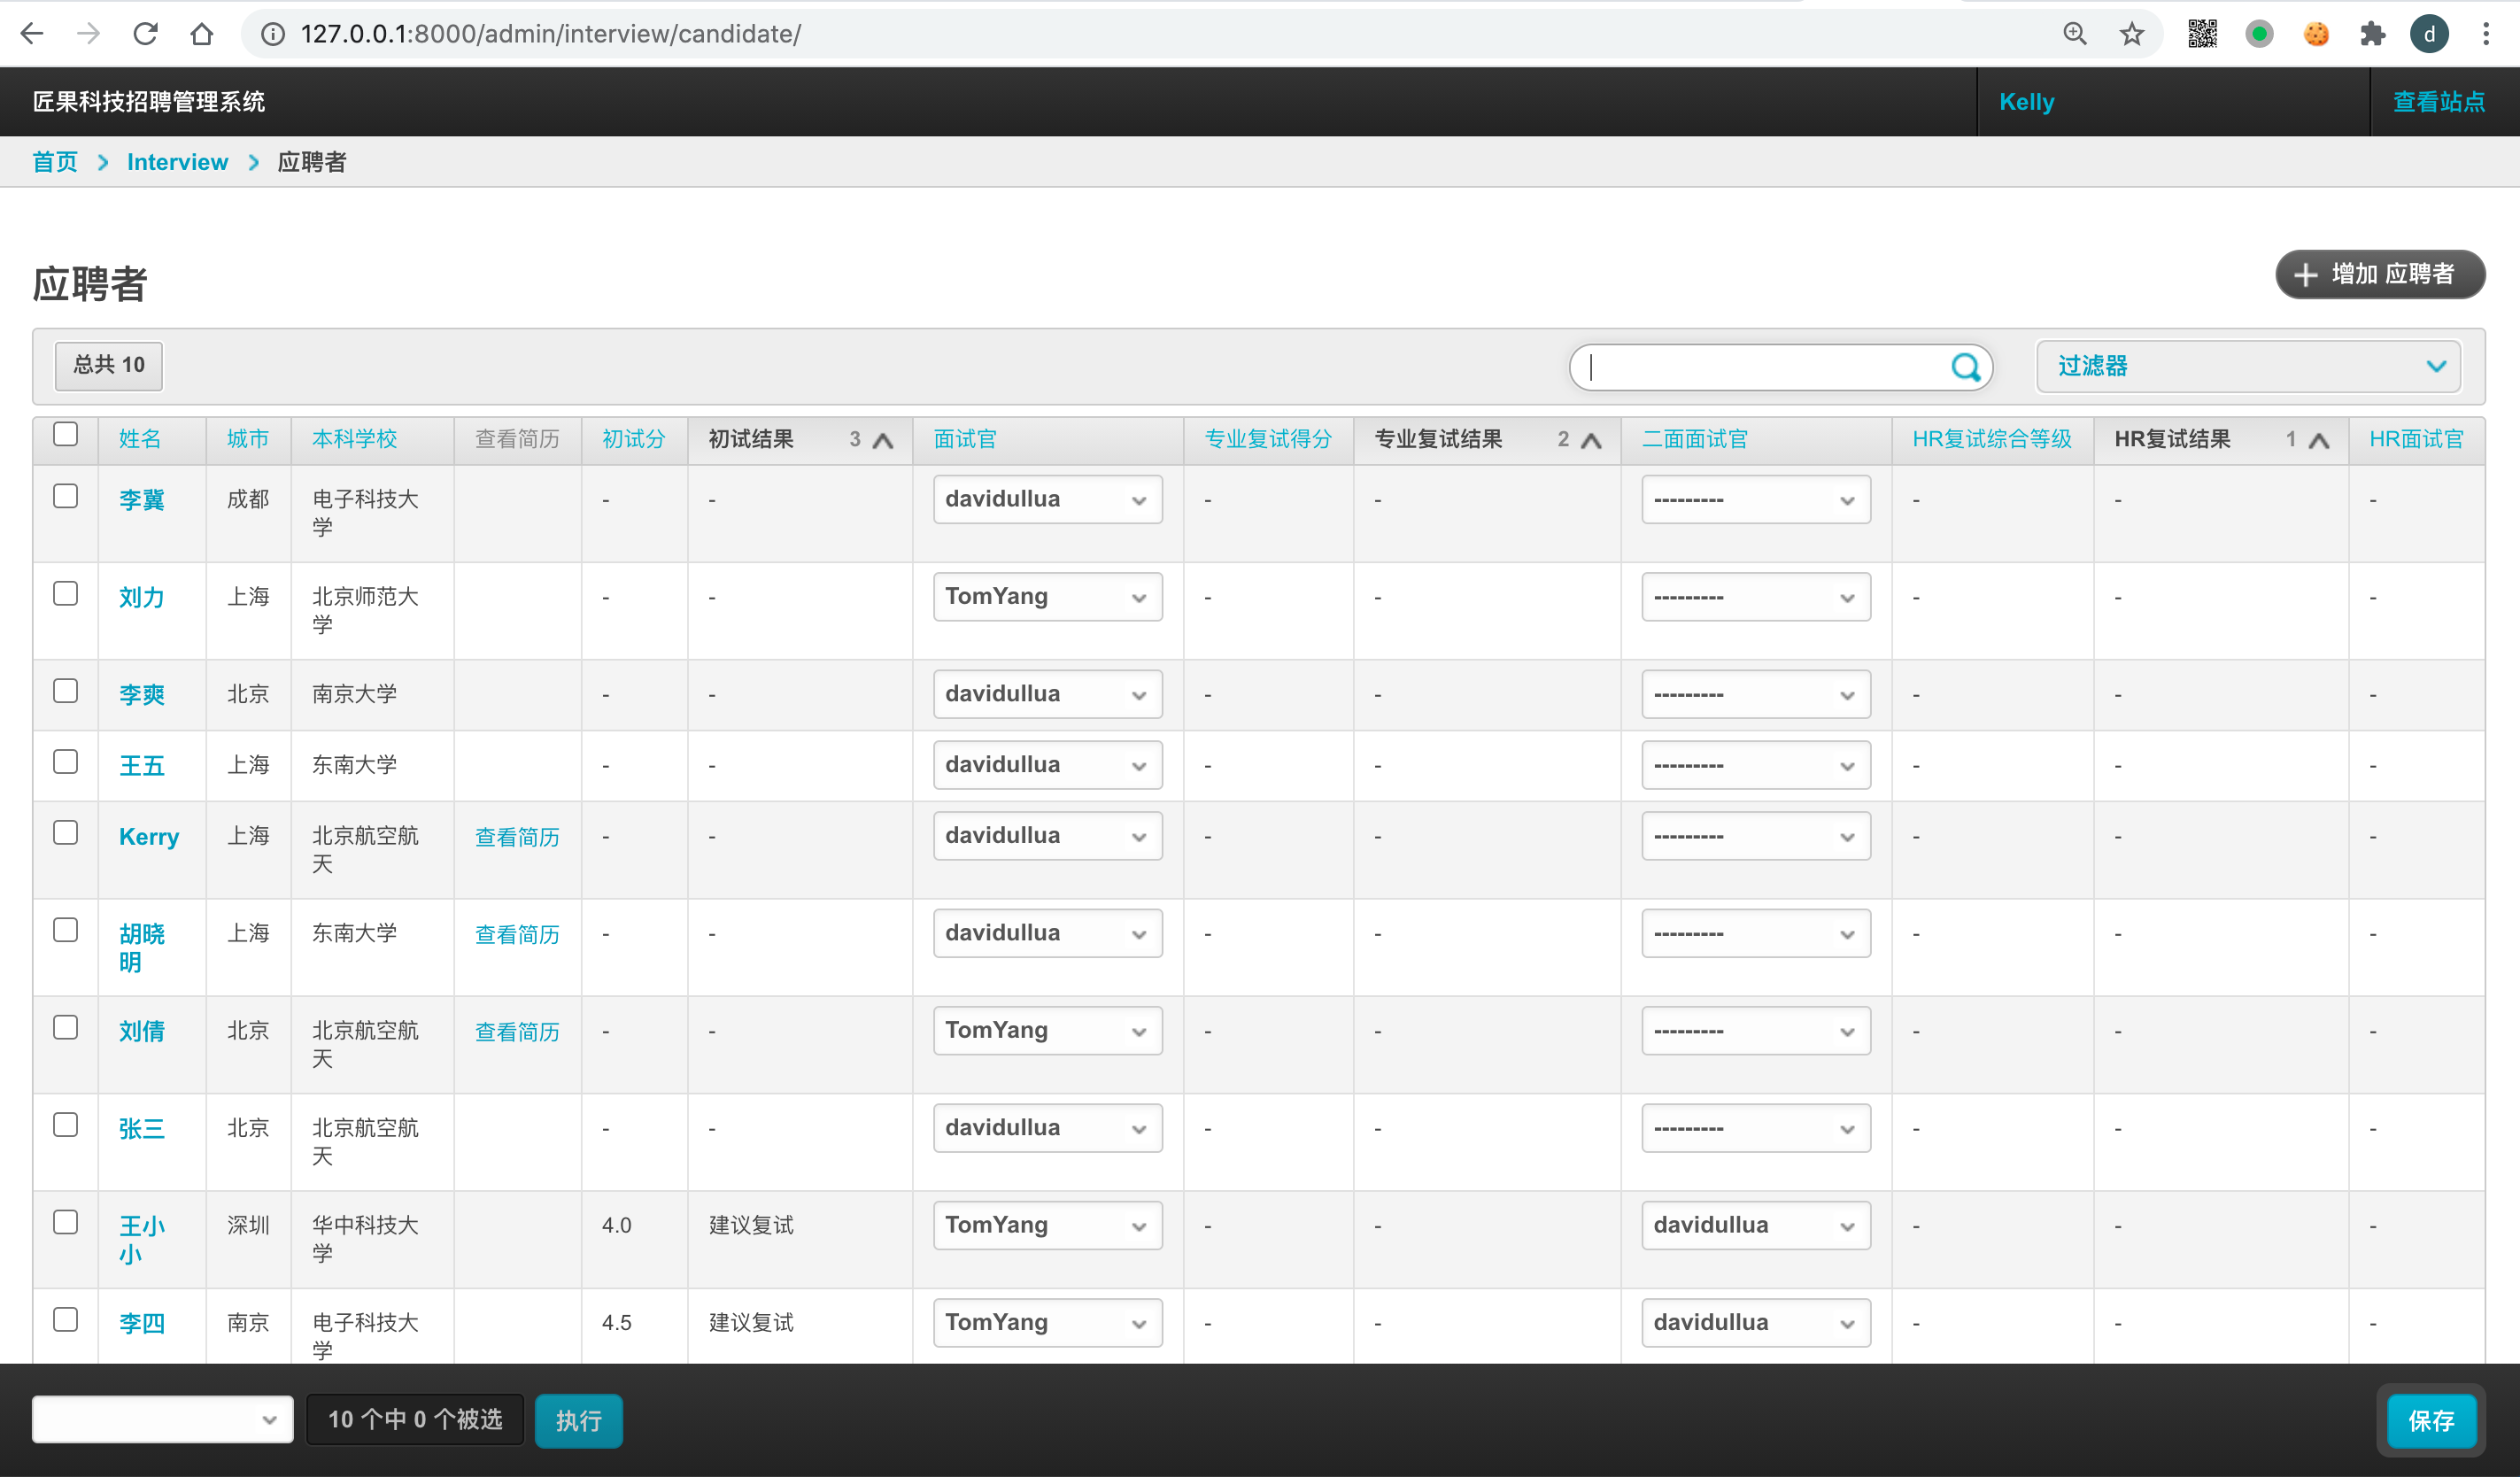 127.0.0.1:8000/admin/interview/candidate/
d
匠果科技招聘管理系统
Kelly
查看站点
首页 > Interview > 应聘者
应聘者
增加 应聘者
总共 10
过滤器
姓名 城市 本科学校 查看简历 初试分 初试结果 3 面试官 专业复试得分 专业复试结果 2 二面面试官 HR复试综合等级 HR复试结果 1 HR面试官
李冀 成都 电子科技大 - - davidullua - - --------- - - -
学
刘力 上海 北京师范大 - - TomYang - - --------- - - -
学
李爽 北京 南京大学 - - davidullua - - --------- - - -
王五 上海 东南大学 - - davidullua - - --------- - - -
Kerry 上海 北京航空航 查看简历 - - davidullua - - --------- - - -
天
胡晓 上海 东南大学 查看简历 - - davidullua - - --------- - - -
明
刘倩 北京 北京航空航 查看简历 - - TomYang - - --------- - - -
天
张三 北京 北京航空航 - - davidullua - - --------- - - -
天
王小 深圳 华中科技大 4.0 建议复试 TomYang - - davidullua - - -
小 学
李四 南京 电子科技大 4.5 建议复试 TomYang - - davidullua - - -
学
10 个中 0 个被选
执行
保存